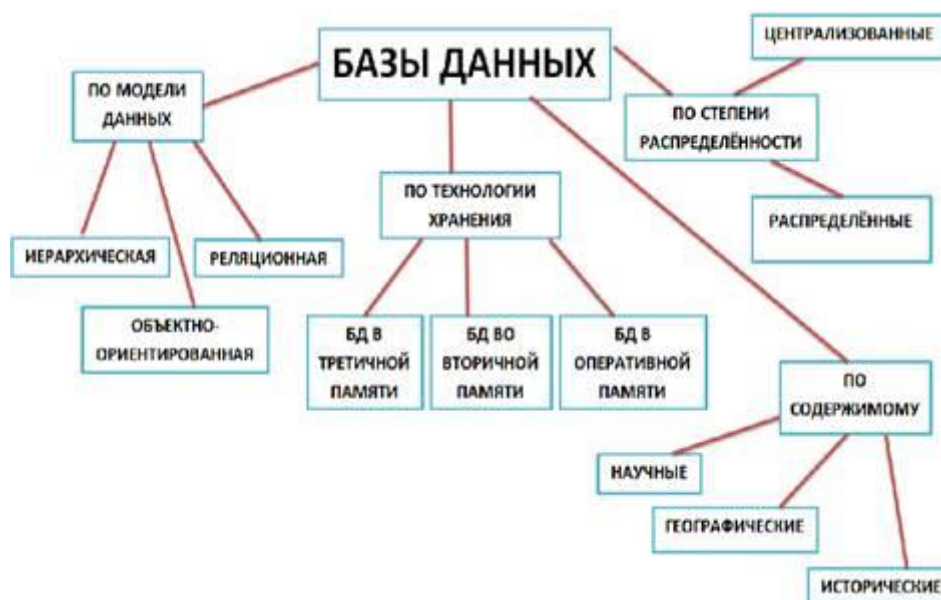 БАЗЫ ДАННЫХ
ЦЕНТРАЛИЗОВАННЫЕ
ПО МОДЕЛИ
ДАННЫХ
ПО СТЕПЕНИ
РАСПРЕДЕЛЁННОСТИ
ПО ТЕХНОЛОГИИ
ХРАНЕНИЯ
РАСПРЕДЕЛЁННЫЕ
ИЕРАРХИЧЕСКАЯ
РЕЛЯЦИОННАЯ
ОБЪЕКТНО-
ОРИЕНТИРОВАННАЯ
БД В
ТРЕТИЧНОЙ
ПАМЯТИ
БД ВО
ВТОРИЧНОЙ
ПАМЯТИ
БД В
ОПЕРАТИВНОЙ
ПАМЯТИ
ПО
СОДЕРЖИМОМУ
НАУЧНЫЕ
ГЕОГРАФИЧЕСКИЕ
ИСТОРИЧЕСКИЕ